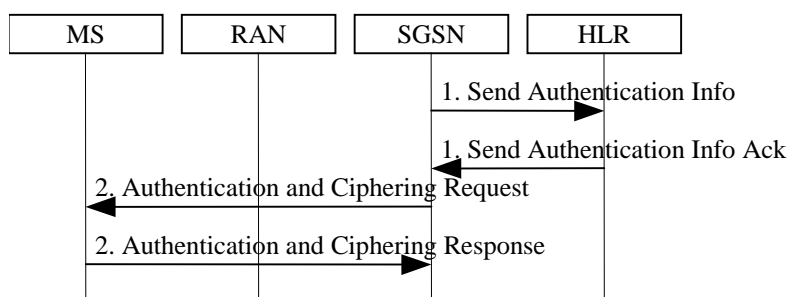 MS RAN SGSN HLR
1. Send Authentication Info
1. Send Authentication Info Ack
2. Authentication and Ciphering Request
2. Authentication and Ciphering Response